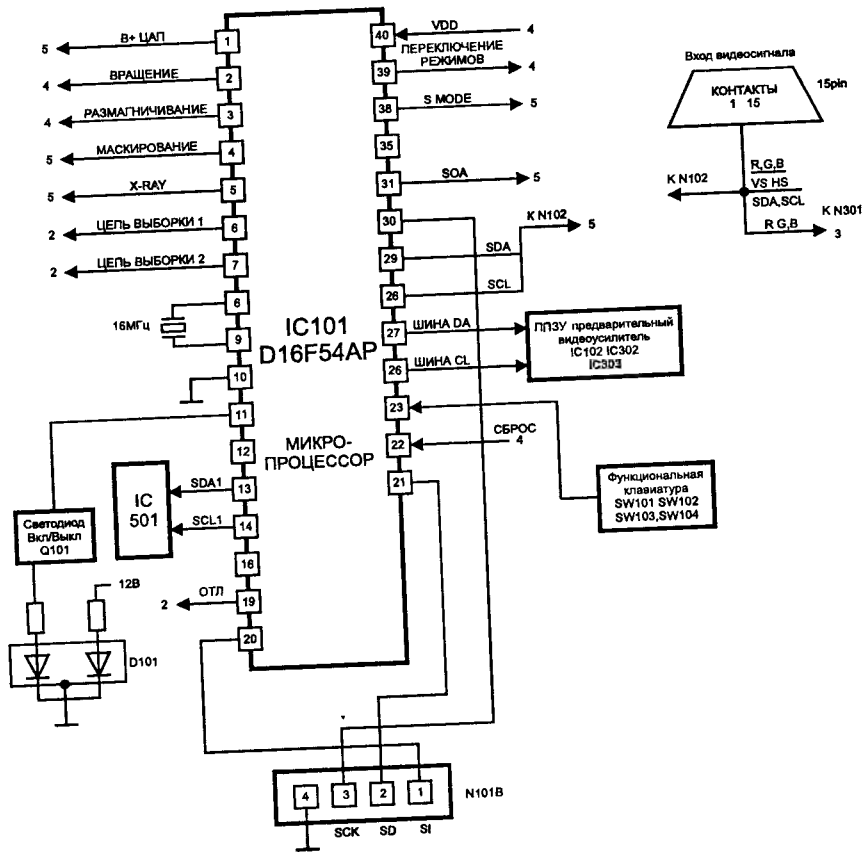 5
В+ ЦАП
1
4
ВРАЩЕНИЕ
2
4
РАЗМАГНИЧИВАНИЕ
3
5
МАСКИРОВАНИЕ
4
5
X-RAY
5
2
ЦЕПЬ ВЫБОРКИ 1
6
2
ЦЕПЬ ВЫБОРКИ 2
7
16МГц
8
9
10
11
12
SDA1
13
SCL1
14
16
2
ОТЛ
19
20
IC101
D16F54AP
МИКРО-
ПРОЦЕССОР
40
VDD
4
39
ПЕРЕКЛЮЧЕНИЕ
РЕЖИМОВ
4
38
S MODE
5
35
31
SOA
5
30
К N102
5
29
SDA
28
SCL
27
ШИНА DA
26
ШИНА CL
23
22
СБРОС
4
21
IC
501
Светодиод
Вкл/Выкл
Q101
12В
D101
ППЗУ предварительный
видеоусилитель
IC102 IC302
IC303
Функциональная
клавиатура
SW101 SW102
SW103,SW104
Вход видеосигнала
КОНТАКТЫ
1 15
15pin
К N102
R,G,B
VS HS
SDA,SCL
R G,B
К N301
3
4
3
2
1
N101B
SCK
SD
SI